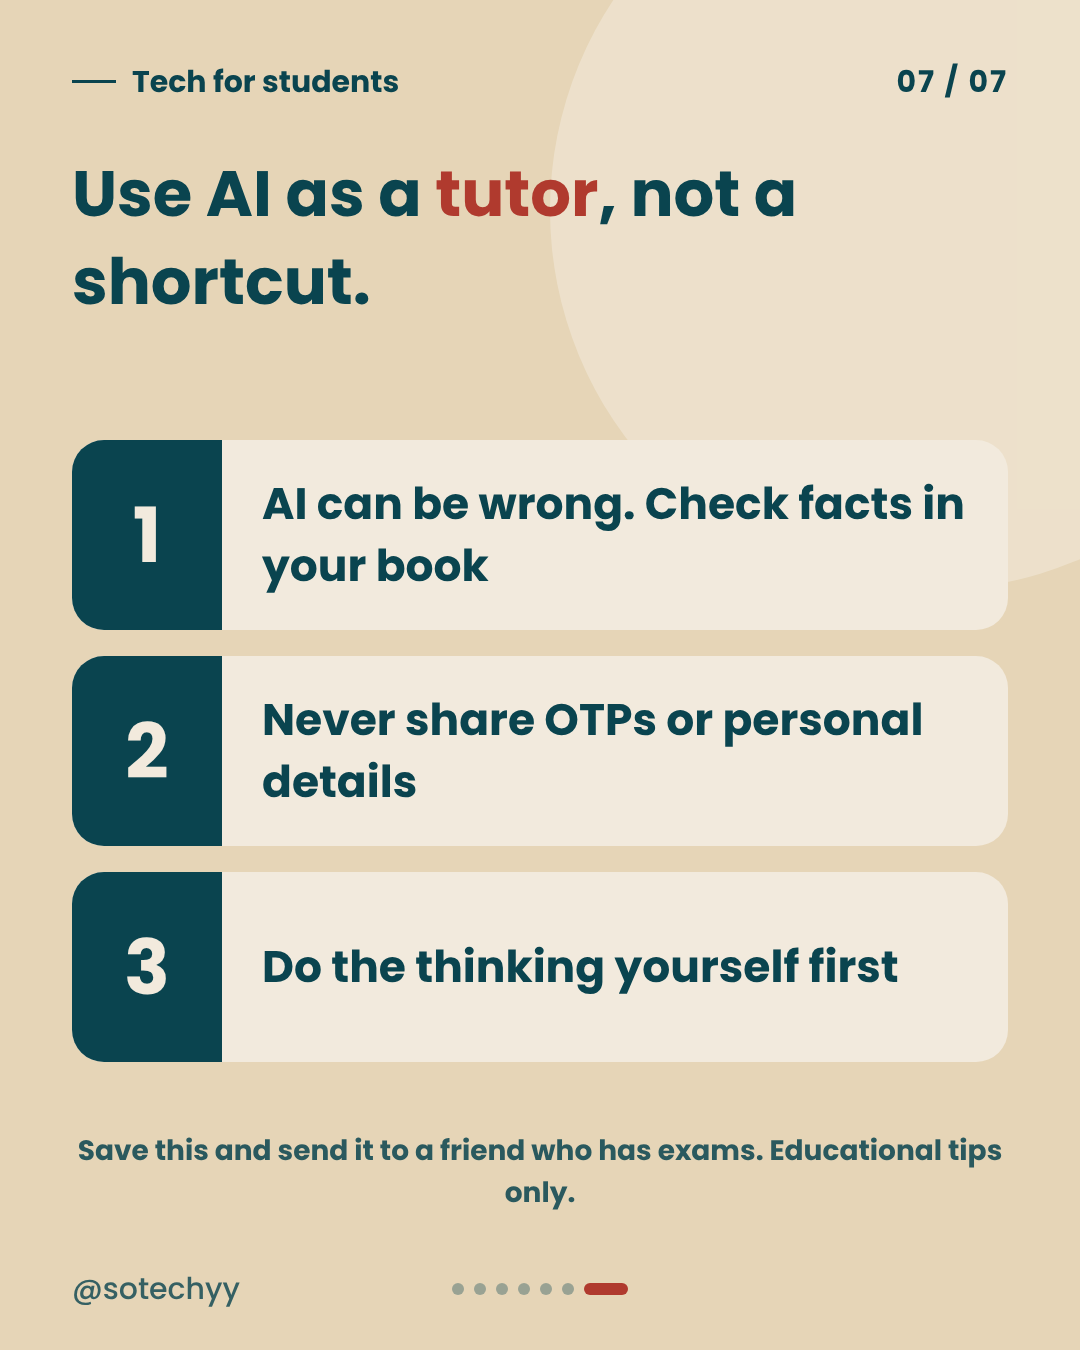 Tech for students
07 / 07
Use AI as a tutor, not a
shortcut.
1
AI can be wrong. Check facts in
your book
2
Never share OTPs or personal
details
3
Do the thinking yourself first
Save this and send it to a friend who has exams. Educational tips
only.
@sotechyy